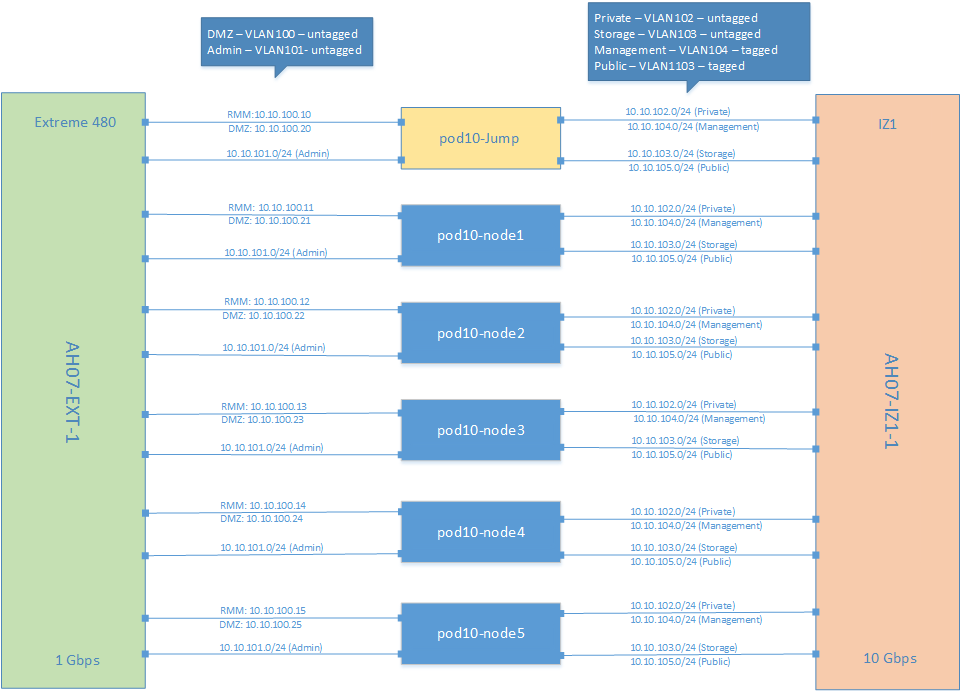 DMZ – VLAN100 – untagged
Admin – VLAN101- untagged
Private – VLAN102 – untagged
Storage – VLAN103 – untagged
Management – VLAN104 – tagged
Public – VLAN1103 – tagged
Extreme 480
AH07-EXT-1
1 Gbps
RMM: 10.10.100.10
DMZ: 10.10.100.20
10.10.101.0/24 (Admin)
pod10-Jump
10.10.102.0/24 (Private)
10.10.104.0/24 (Management)
10.10.103.0/24 (Storage)
10.10.105.0/24 (Public)
RMM: 10.10.100.11
DMZ: 10.10.100.21
10.10.101.0/24 (Admin)
pod10-node1
10.10.102.0/24 (Private)
10.10.104.0/24 (Management)
10.10.103.0/24 (Storage)
10.10.105.0/24 (Public)
RMM: 10.10.100.12
DMZ: 10.10.100.22
10.10.101.0/24 (Admin)
pod10-node2
10.10.102.0/24 (Private)
10.10.104.0/24 (Management)
10.10.103.0/24 (Storage)
10.10.105.0/24 (Public)
RMM: 10.10.100.13
DMZ: 10.10.100.23
10.10.101.0/24 (Admin)
pod10-node3
10.10.102.0/24 (Private)
10.10.104.0/24 (Management)
10.10.103.0/24 (Storage)
10.10.105.0/24 (Public)
RMM: 10.10.100.14
DMZ: 10.10.100.24
10.10.101.0/24 (Admin)
pod10-node4
10.10.102.0/24 (Private)
10.10.104.0/24 (Management)
10.10.103.0/24 (Storage)
10.10.105.0/24 (Public)
RMM: 10.10.100.15
DMZ: 10.10.100.25
10.10.101.0/24 (Admin)
pod10-node5
10.10.102.0/24 (Private)
10.10.104.0/24 (Management)
10.10.103.0/24 (Storage)
10.10.105.0/24 (Public)
IZ1
AH07-IZ1-1
10 Gbps